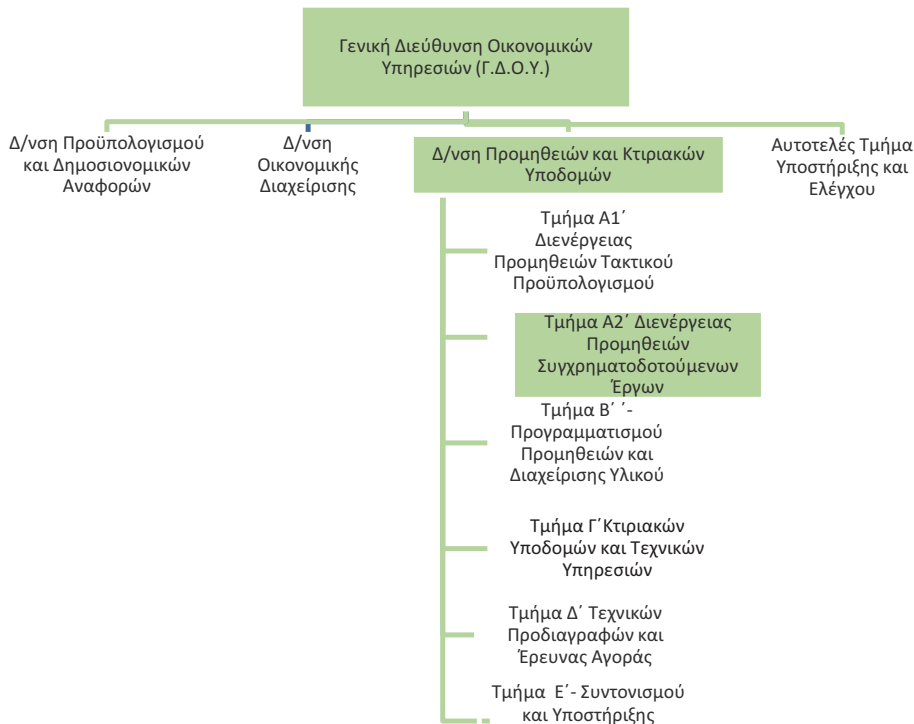 Γενική Διεύθυνση Οικονομικών
Υπηρεσιών (Γ.Δ.Ο.Υ.)
Δ/νση Προϋπολογισμού
και Δημοσιονομικών
Αναφορών
Δ/νση
Οικονομικής
Διαχείρισης
Δ/νση Προμηθειών και Κτιριακών
Υποδομών
Αυτοτελές Τμήμα
Υποστήριξης και
Ελέγχου
Τμήμα Α1΄
Διενέργειας
Προμηθειών Τακτικού
Προϋπολογισμού
Τμήμα Α2΄ Διενέργειας
Προμηθειών
Συγχρηματοδοτούμενων
Έργων
Τμήμα Β΄ ΄-
Προγραμματισμού
Προμηθειών και
Διαχείρισης Υλικού
Τμήμα Γ΄Κτιριακών
Υποδομών και Τεχνικών
Υπηρεσιών
Τμήμα Δ΄ Τεχνικών
Προδιαγραφών και
Έρευνας Αγοράς
Τμήμα Ε΄- Συντονισμού
και Υποστήριξης